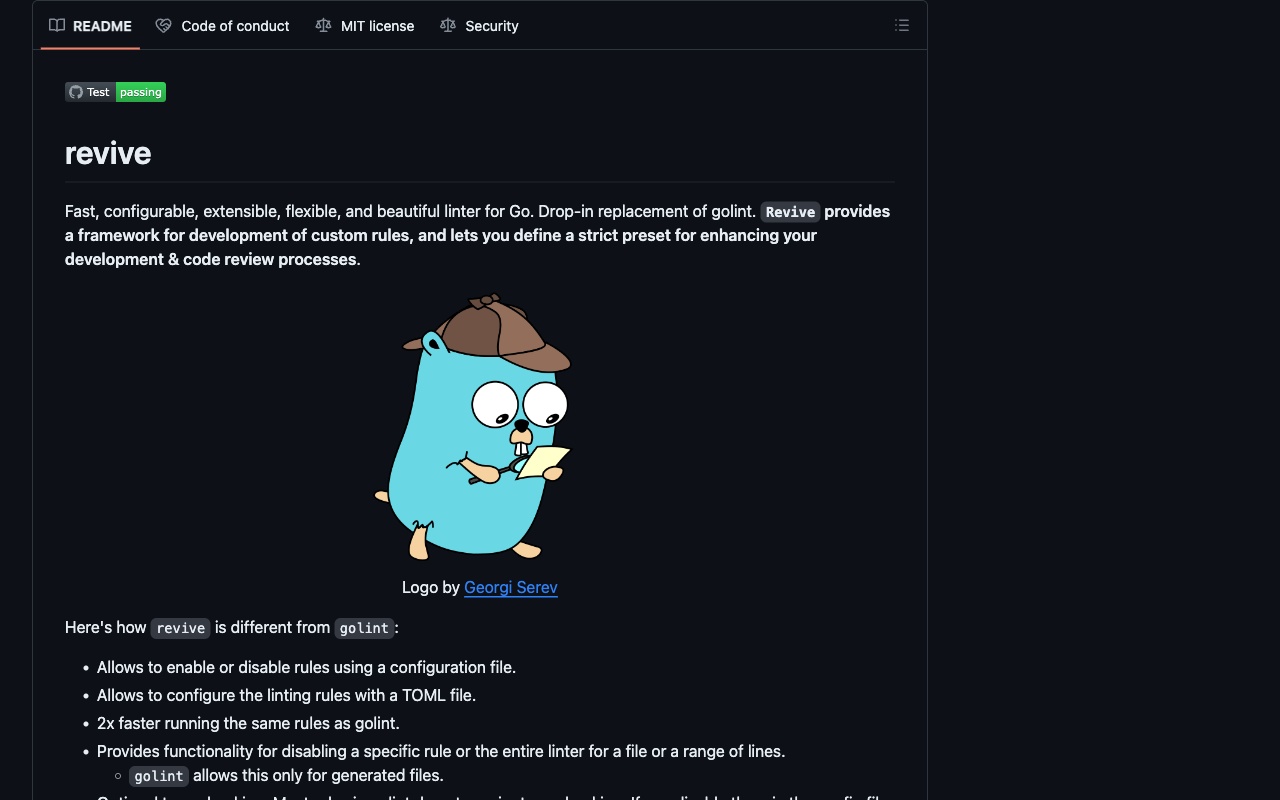 README Code of conduct MIT license Security
Test passing
revive
Fast, configurable, extensible, flexible, and beautiful linter for Go. Drop-in replacement of golint. Revive provides
a framework for development of custom rules, and lets you define a strict preset for enhancing your
development & code review processes.
Logo by Georgi Serev
Here's how revive is different from golint:
• Allows to enable or disable rules using a configuration file.
• Allows to configure the linting rules with a TOML file.
• 2x faster running the same rules as golint.
• Provides functionality for disabling a specific rule or the entire linter for a file or a range of lines.
◦ golint allows this only for generated files.